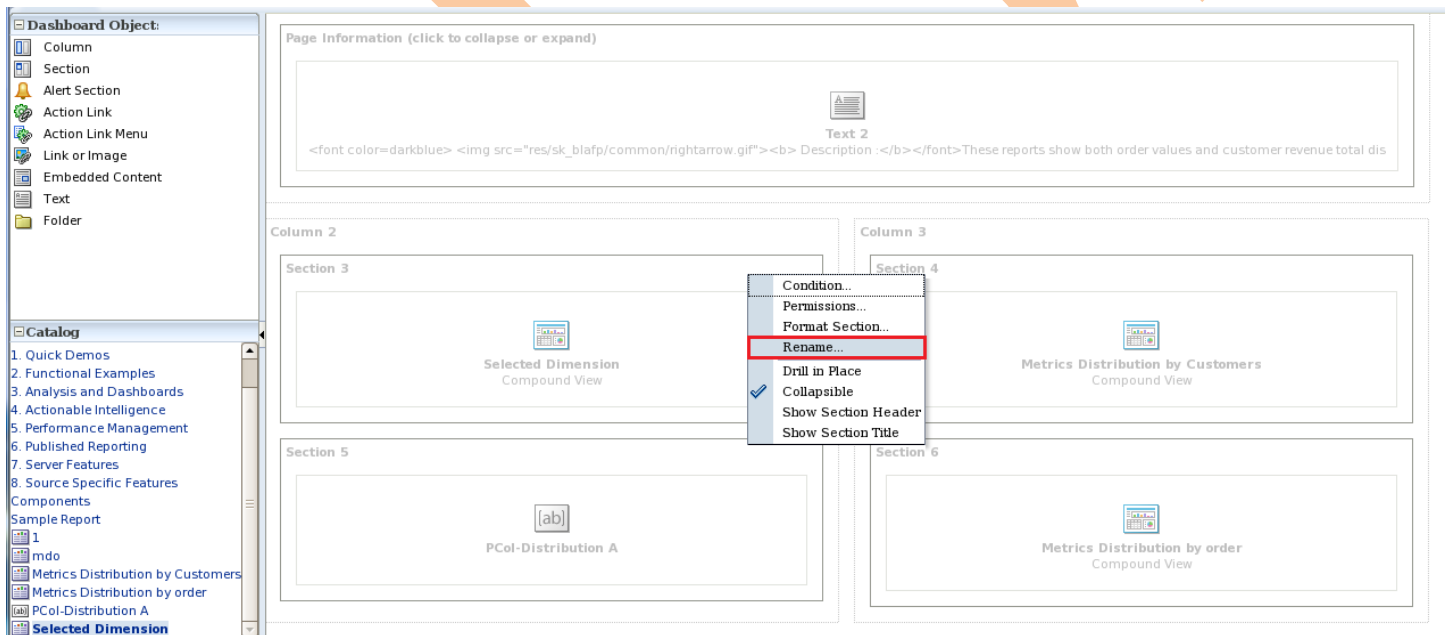 Dashboard Object:
Column
Section
Alert Section
Action Link
Action Link Menu
Link or Image
Embedded Content
Text
Folder
Catalog
1. Quick Demos
2. Functional Examples
3. Analysis and Dashboards
4. Actionable Intelligence
5. Performance Management
6. Published Reporting
7. Server Features
8. Source Specific Features
Components
Sample Report
1
mdo
Metrics Distribution by Customers
Metrics Distribution by order
[ab] PCol-Distribution A
Selected Dimension
Page Information (click to collapse or expand)
Text 2
<font color=darkblue> <img src="res/sk_blafp/common/rightarrow.gif"><b> Description :</b></font>These reports show both order values and customer revenue total dis
Column 2
Section 3
Selected Dimension
Compound View
Section 5
[ab]
PCol-Distribution A
Condition...
Permissions...
Format Section...
Rename...
Drill in Place
Collapsible
Show Section Header
Show Section Title
Column 3
Section 4
Metrics Distribution by Customers
Compound View
Section 6
Metrics Distribution by order
Compound View